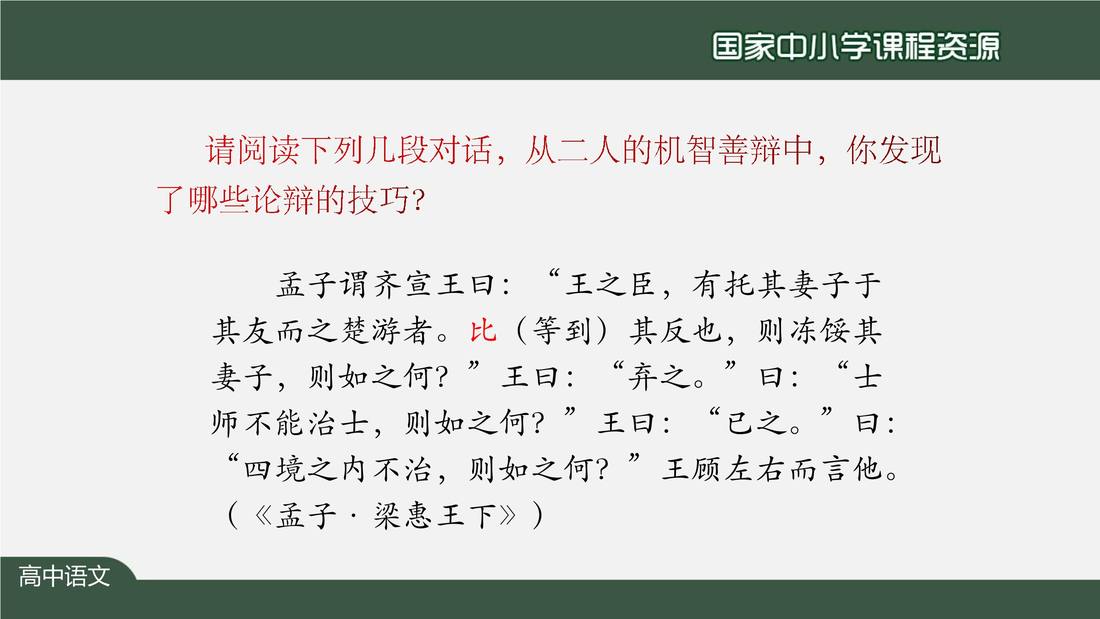 国家中小学课程资源
请阅读下列几段对话，从二人的机智善辩中，你发现
了哪些论辩的技巧？
孟子谓齐宣王曰：“王之臣，有托其妻子于
其友而之楚游者。比（等到）其反也，则冻馁其
妻子，则如之何？”王曰：“弃之。”曰：“士
师不能治士，则如之何？”王曰：“已之。”曰：
“四境之内不治，则如之何？”王顾左右而言他。
（《孟子·梁惠王下》）
高中语文